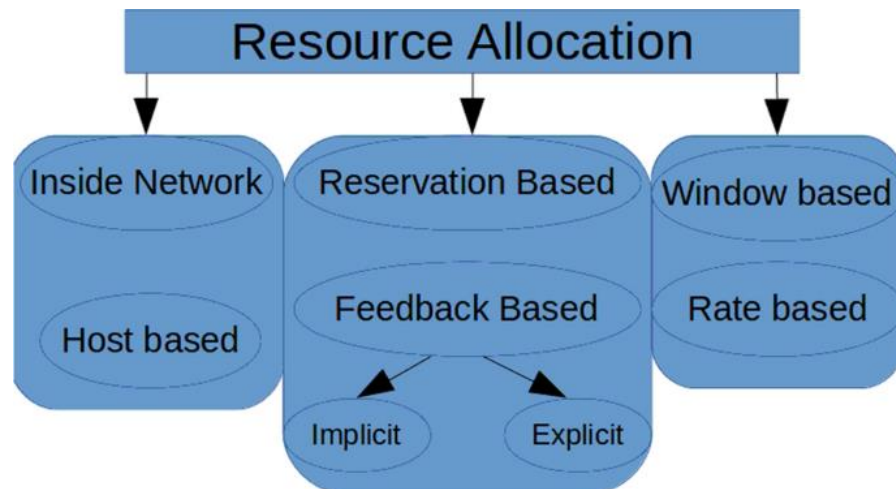 Resource Allocation
Inside Network
Host based
Reservation Based
Feedback Based
Implicit
Explicit
Window based
Rate based